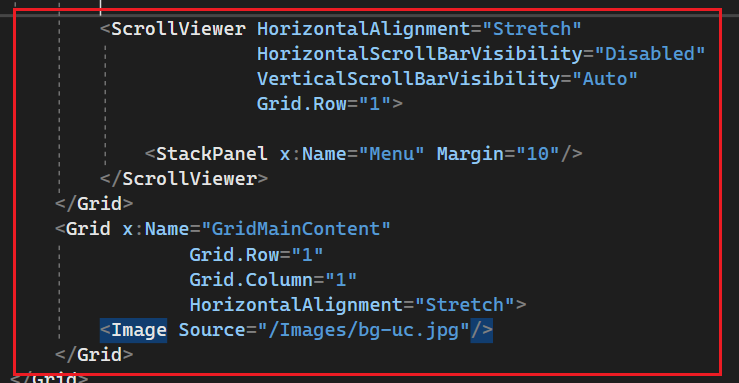 <ScrollViewer HorizontalAlignment="Stretch"
HorizontalScrollBarVisibility="Disabled"
VerticalScrollBarVisibility="Auto"
Grid.Row="1">
<StackPanel x:Name="Menu" Margin="10"/>
</ScrollViewer>
</Grid>
<Grid x:Name="GridMainContent"
Grid.Row="1"
Grid.Column="1"
HorizontalAlignment="Stretch">
<Image Source="/Images/bg-uc.jpg"/>
</Grid>
</Grid>